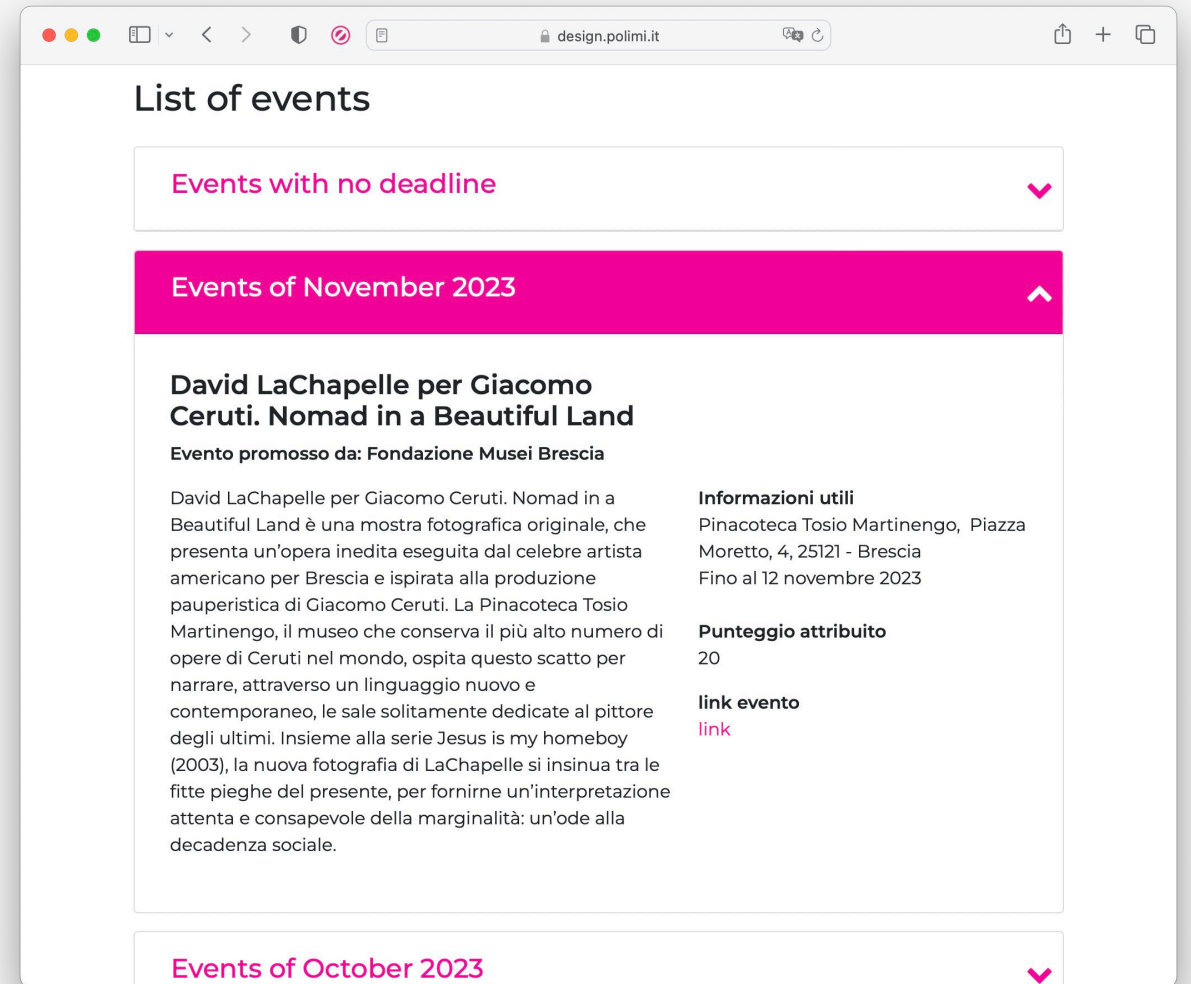 design.polimi.it
List of events
Events with no deadline
Events of November 2023
David LaChapelle per Giacomo
Ceruti. Nomad in a Beautiful Land
Evento promosso da: Fondazione Musei Brescia
David LaChapelle per Giacomo Ceruti. Nomad in a
Beautiful Land è una mostra fotografica originale, che
presenta un’opera inedita eseguita dal celebre artista
americano per Brescia e ispirata alla produzione
pauperistica di Giacomo Ceruti. La Pinacoteca Tosio
Martinengo, il museo che conserva il più alto numero di
opere di Ceruti nel mondo, ospita questo scatto per
narrare, attraverso un linguaggio nuovo e
contemporaneo, le sale solitamente dedicate al pittore
degli ultimi. Insieme alla serie Jesus is my homeboy
(2003), la nuova fotografia di LaChapelle si insinua tra le
fitte pieghe del presente, per fornirne un’interpretazione
attenta e consapevole della marginalità: un’ode alla
decadenza sociale.
Informazioni utili
Pinacoteca Tosio Martinengo,  Piazza
Moretto, 4, 25121 - Brescia
Fino al 12 novembre 2023
Punteggio attribuito
20
link evento
link
Events of October 2023